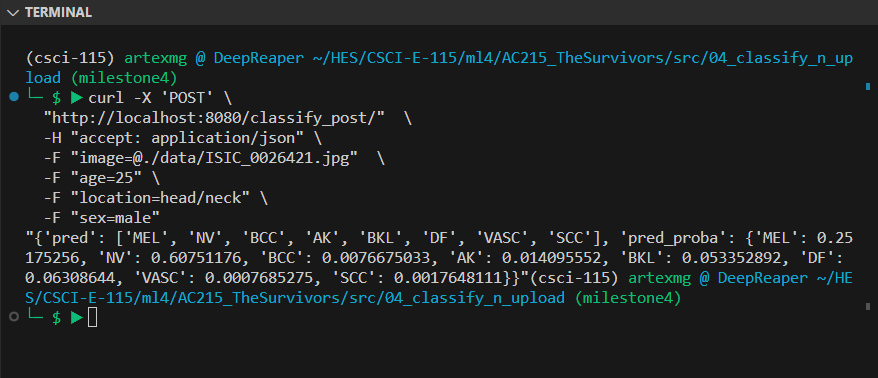 TERMINAL
(csci-115) artexmg @ DeepReaper ~/HES/CSCI-E-115/ml4/AC215_TheSurvivors/src/04_classify_n_up
load (milestone4)
└─ $ ▶ curl -X 'POST' \
"http://localhost:8080/classify_post/"  \
-H "accept: application/json" \
-F "image=@./data/ISIC_0026421.jpg"  \
-F "age=25" \
-F "location=head/neck" \
-F "sex=male"
"{'pred': ['MEL', 'NV', 'BCC', 'AK', 'BKL', 'DF', 'VASC', 'SCC'], 'pred_proba': {'MEL': 0.25
175256, 'NV': 0.60751176, 'BCC': 0.0076675033, 'AK': 0.014095552, 'BKL': 0.053352892, 'DF':
0.06308644, 'VASC': 0.0007685275, 'SCC': 0.0017648111}}"(csci-115) artexmg @ DeepReaper ~/HE
S/CSCI-E-115/ml4/AC215_TheSurvivors/src/04_classify_n_upload (milestone4)
└─ $ ▶